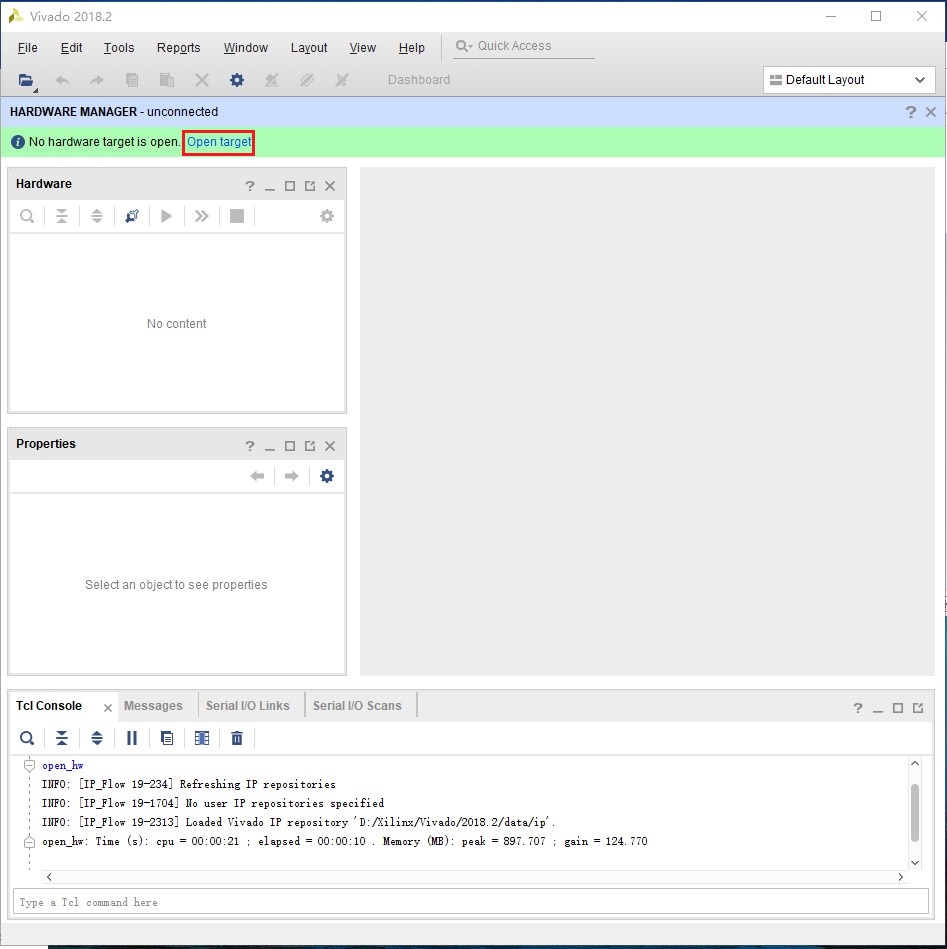 Vivado 2018.2
File Edit Tools Reports Window Layout View Help Quick Access
Dashboard Default Layout
HARDWARE MANAGER - unconnected ?
No hardware target is open. Open target
Hardware ?
No content
Properties ?
Select an object to see properties
Tcl Console Messages Serial I/O Links Serial I/O Scans ?
open_hw
INFO: [IP_Flow 19-234] Refreshing IP repositories
INFO: [IP_Flow 19-1704] No user IP repositories specified
INFO: [IP_Flow 19-2313] Loaded Vivado IP repository 'D:/Xilinx/Vivado/2018.2/data/ip'.
open_hw: Time (s): cpu = 00:00:21 ; elapsed = 00:00:10 . Memory (MB): peak = 897.707 ; gain = 124.770
Type a Tcl command here